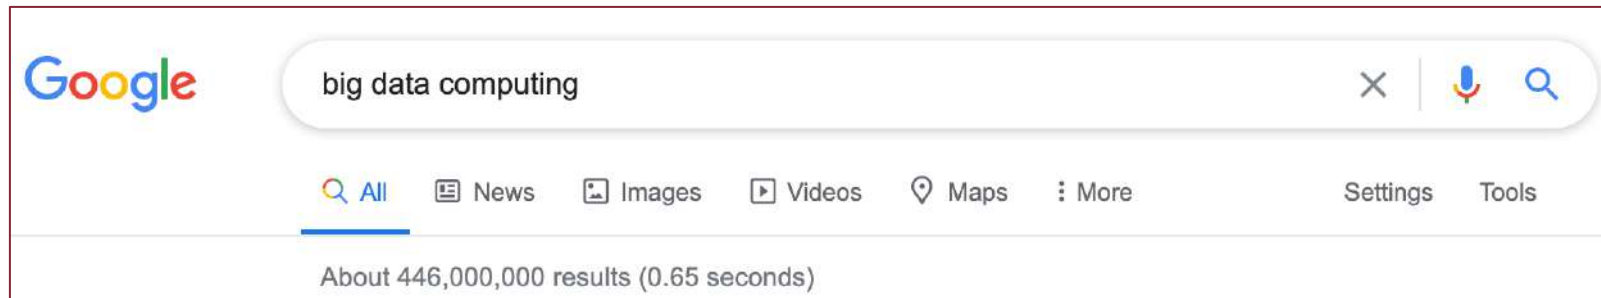 Google big data computing
All News Images Videos Maps More Settings Tools
About 446,000,000 results (0.65 seconds)